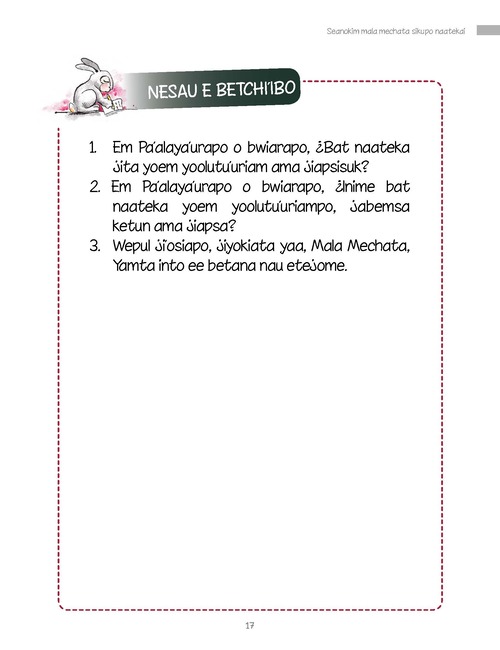 Seanokim mala mechata sikupo naatekai
NESAU E BETCHI'IBO
1. Em Pa'alaya'urapo o bwiarapo, ¿Bat naateka
jita yoem yoolutu'uriam ama jiapsisuk?
2. Em Pa'alaya'urapo o bwiarapo, ¿Inime bat
naateka yoem yoolutu'uriampo, jabemsa
ketun ama jiapsa?
3. Wepul ji'osiapo, jiyokiata yaa, Mala Mechata,
Yamta into ee betana nau etejome.
17